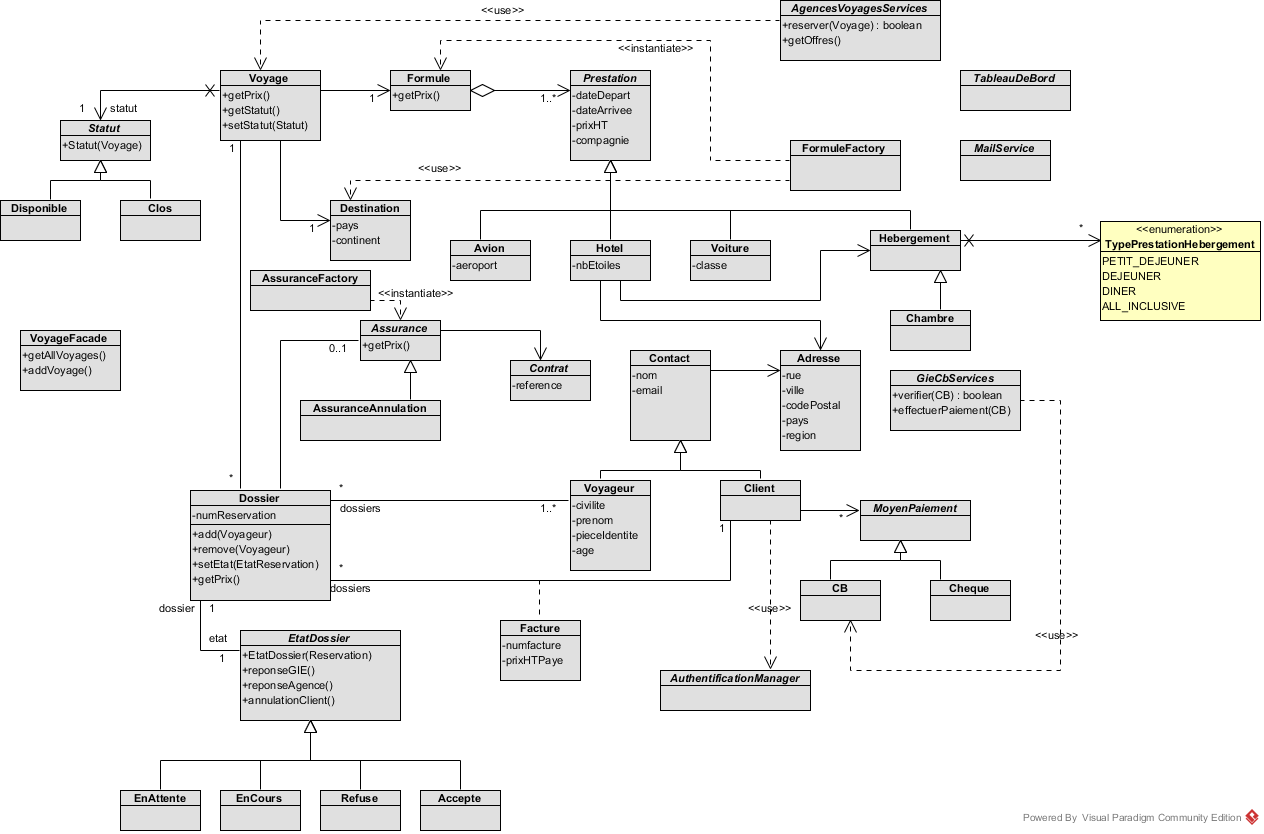 AgencesVoyagesServices
+reserver(Voyage) : boolean
+getOffres()
<<use>>
<<instantiate>>
Voyage
+getPrix()
+getStatut()
+setStatut(Statut)
Formule
+getPrix()
1
Prestation
-dateDepart
-dateArrivee
-prixHT
-compagnie
1..*
TableauDeBord
MailService
FormuleFactory
<<use>>
1
statut
Statut
+Statut(Voyage)
Disponible
Clos
1
1
Destination
-pays
-continent
Avion
-aeroport
Hotel
-nbEtoiles
Voiture
-classe
Hebergement
*
<<enumeration>>
TypePrestationHebergement
PETIT_DEJEUNER
DEJEUNER
DINER
ALL_INCLUSIVE
Chambre
AssuranceFactory
<<instantiate>>
Assurance
+getPrix()
0..1
Contrat
-reference
AssuranceAnnulation
VoyageFacade
+getAllVoyages()
+addVoyage()
Contact
-nom
-email
Adresse
-rue
-ville
-codePostal
-pays
-region
GieCbServices
+verifier(CB) : boolean
+effectuerPaiement(CB)
*
Dossier
-numReservation
+add(Voyageur)
+remove(Voyageur)
+setEtat(EtatReservation)
+getPrix()
*
dossiers
1..*
Voyageur
-civilite
-prenom
-pieceIdentite
-age
Client
1
*
MoyenPaiement
CB
Cheque
*
dossiers
<<use>>
<<use>>
Facture
-numfacture
-prixHTPaye
AuthentificationManager
dossier
1
etat
1
EtatDossier
+EtatDossier(Reservation)
+reponseGIE()
+reponseAgence()
+annulationClient()
EnAttente
EnCours
Refuse
Accepte
Powered By Visual Paradigm Community Edition